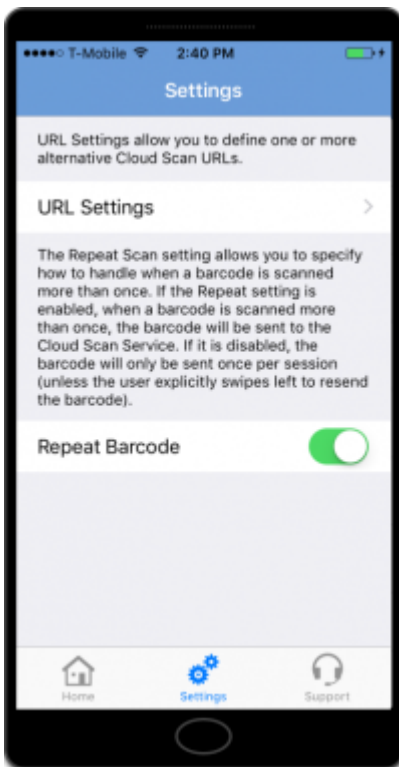 T-Mobile 2:40 PM
Settings
URL Settings allow you to define one or more
alternative Cloud Scan URLs.
URL Settings
The Repeat Scan setting allows you to specify
how to handle when a barcode is scanned
more than once. If the Repeat setting is
enabled, when a barcode is scanned more
than once, the barcode will be sent to the
Cloud Scan Service. If it is disabled, the
barcode will only be sent once per session
(unless the user explicitly swipes left to resend
the barcode).
Repeat Barcode
Home Settings Support